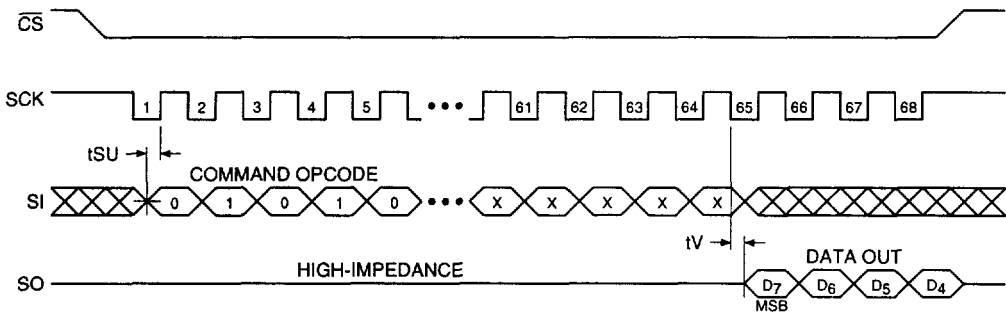 CS
SCK 1 2 3 4 5 ••• 61 62 63 64 65 66 67 68
tSU
COMMAND OPCODE
SI 0 1 0 1 0 ••• X X X X X
tV
HIGH-IMPEDANCE
DATA OUT
SO D7 D6 D5 D4
MSB